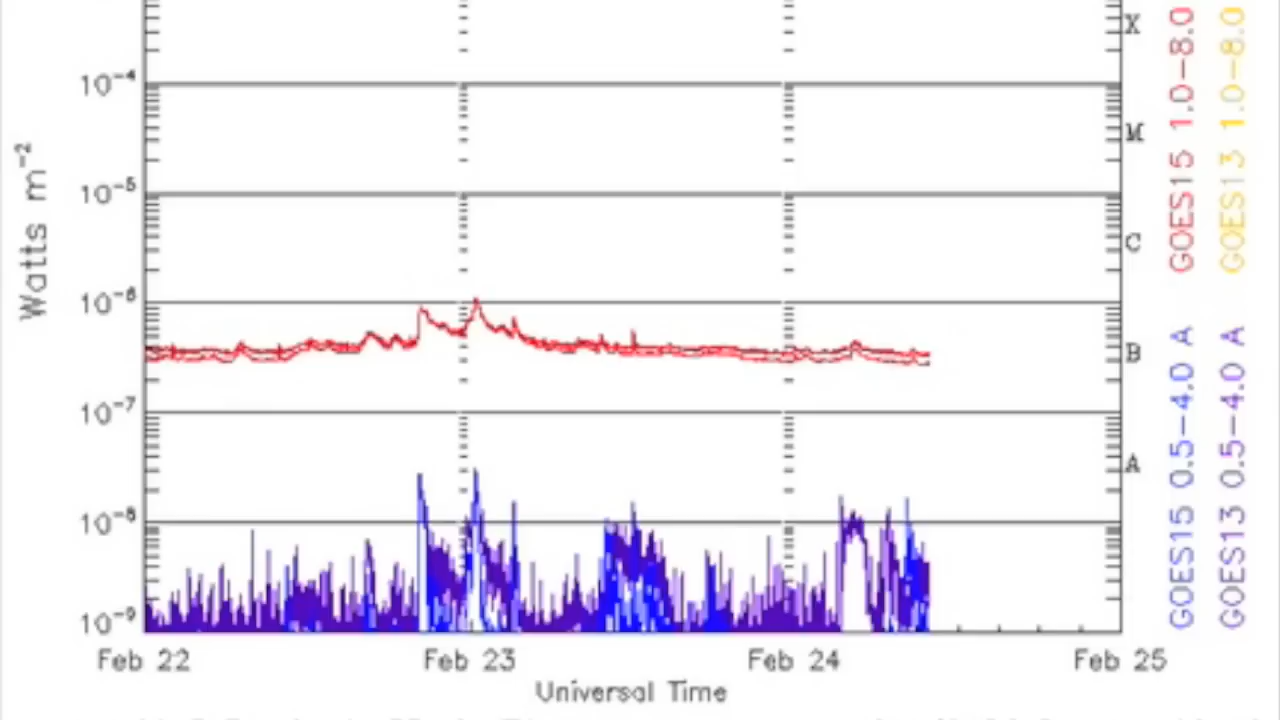 X
10⁻⁴
M
10⁻⁵
C
10⁻⁶
B
10⁻⁷
A
10⁻⁸
10⁻⁹
Watts m⁻²
Feb 22
Feb 23
Feb 24
Feb 25
Universal Time
GOES15 1.0–8.0
GOES13 1.0–8.0
GOES15 0.5–4.0 A
GOES13 0.5–4.0 A